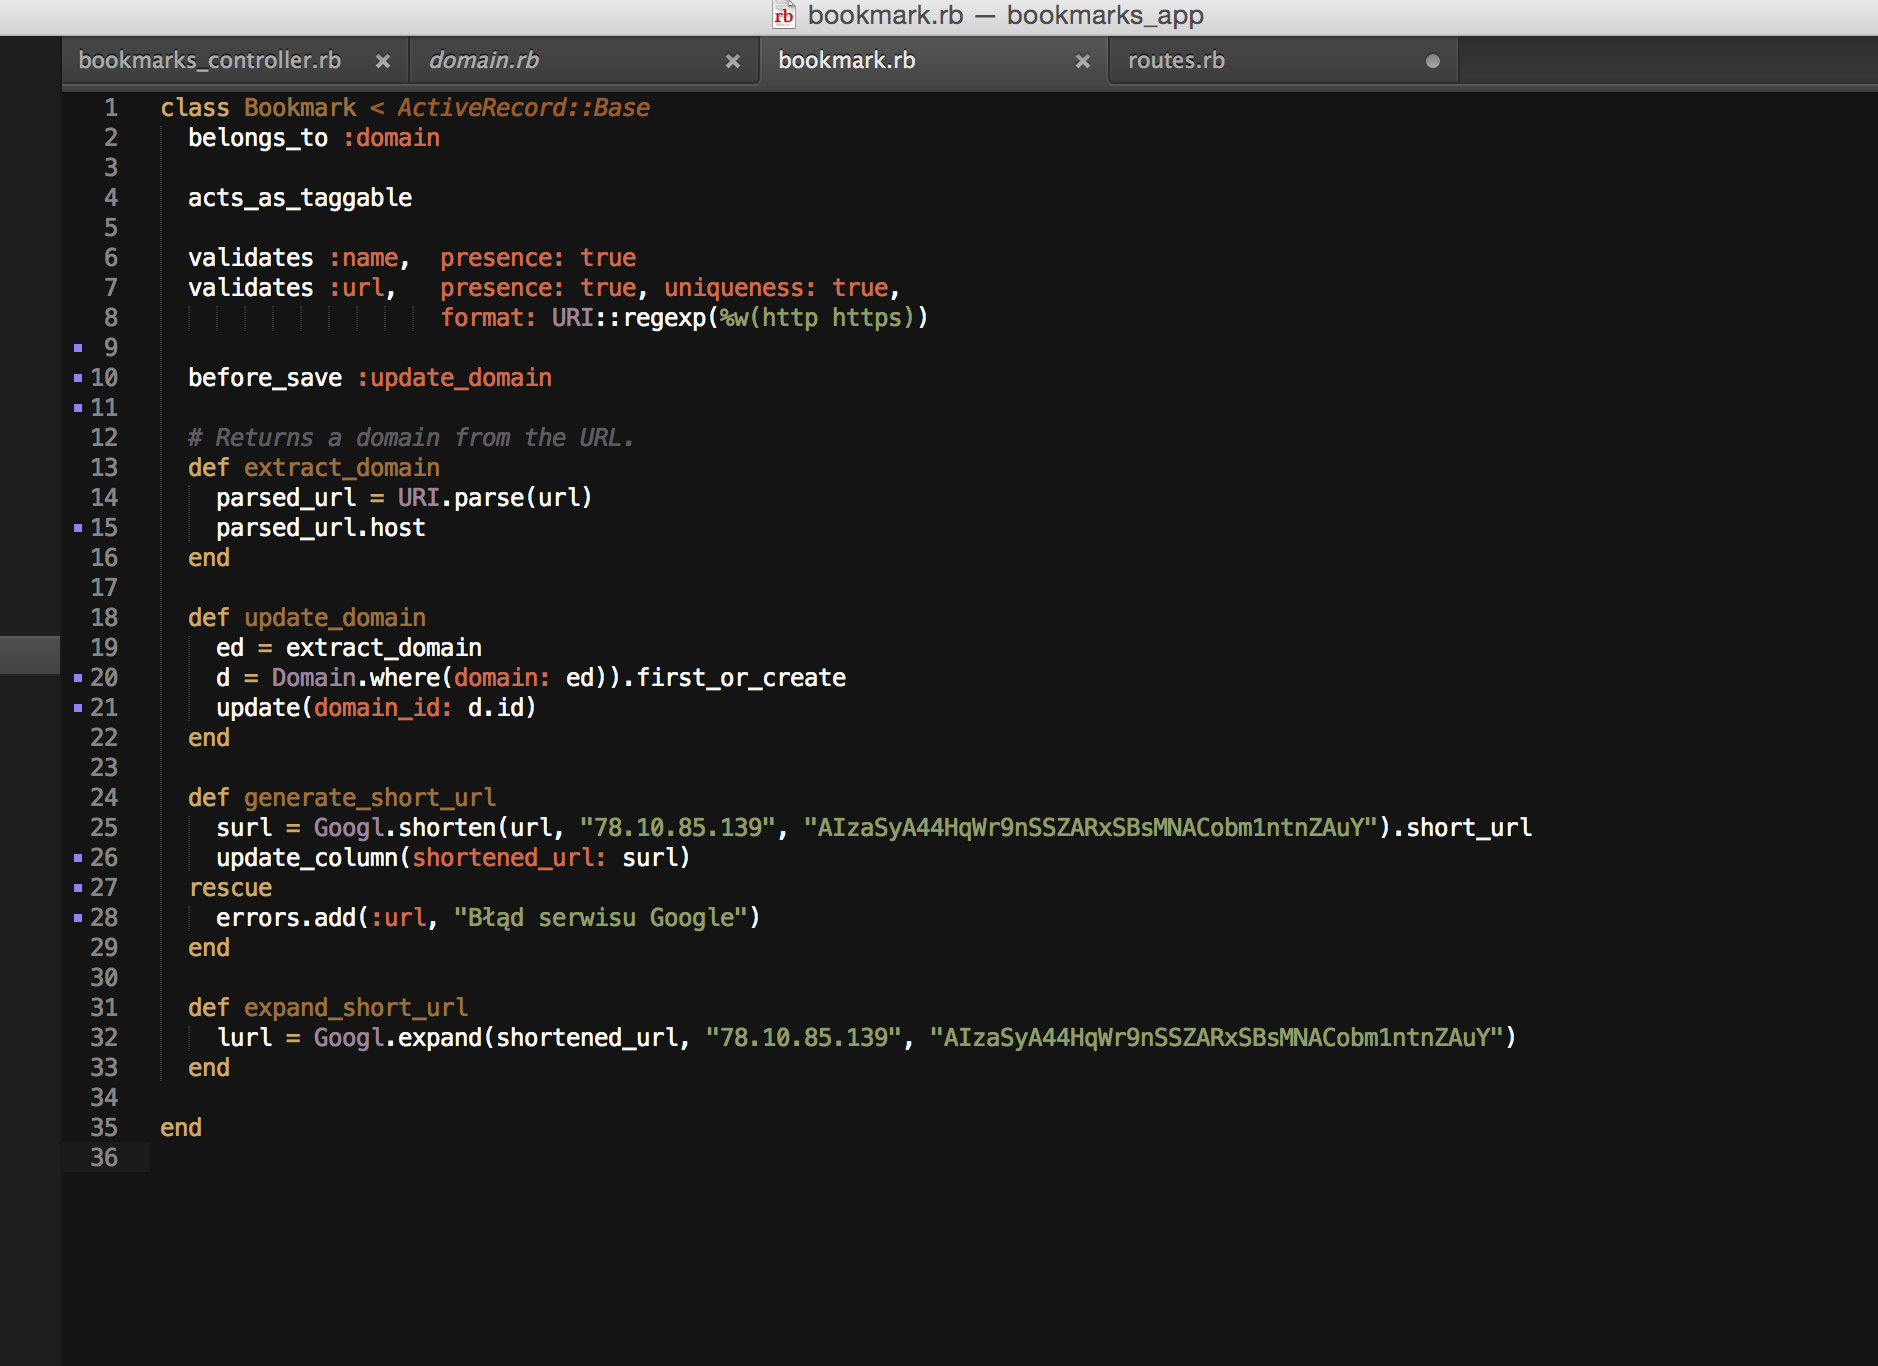 bookmark.rb — bookmarks_app
bookmarks_controller.rb × domain.rb × bookmark.rb × routes.rb
1 class Bookmark < ActiveRecord::Base
2   belongs_to :domain
3
4   acts_as_taggable
5
6   validates :name,  presence: true
7   validates :url,   presence: true, uniqueness: true,
8                     format: URI::regexp(%w(http https))
9
10   before_save :update_domain
11
12   # Returns a domain from the URL.
13   def extract_domain
14     parsed_url = URI.parse(url)
15     parsed_url.host
16   end
17
18   def update_domain
19     ed = extract_domain
20     d = Domain.where(domain: ed)).first_or_create
21     update(domain_id: d.id)
22   end
23
24   def generate_short_url
25     surl = Googl.shorten(url, "78.10.85.139", "AIzaSyA44HqWr9nSSZARxSBsMNACobm1ntnZAuY").short_url
26     update_column(shortened_url: surl)
27   rescue
28     errors.add(:url, "Błąd serwisu Google")
29   end
30
31   def expand_short_url
32     lurl = Googl.expand(shortened_url, "78.10.85.139", "AIzaSyA44HqWr9nSSZARxSBsMNACobm1ntnZAuY")
33   end
34
35 end
36